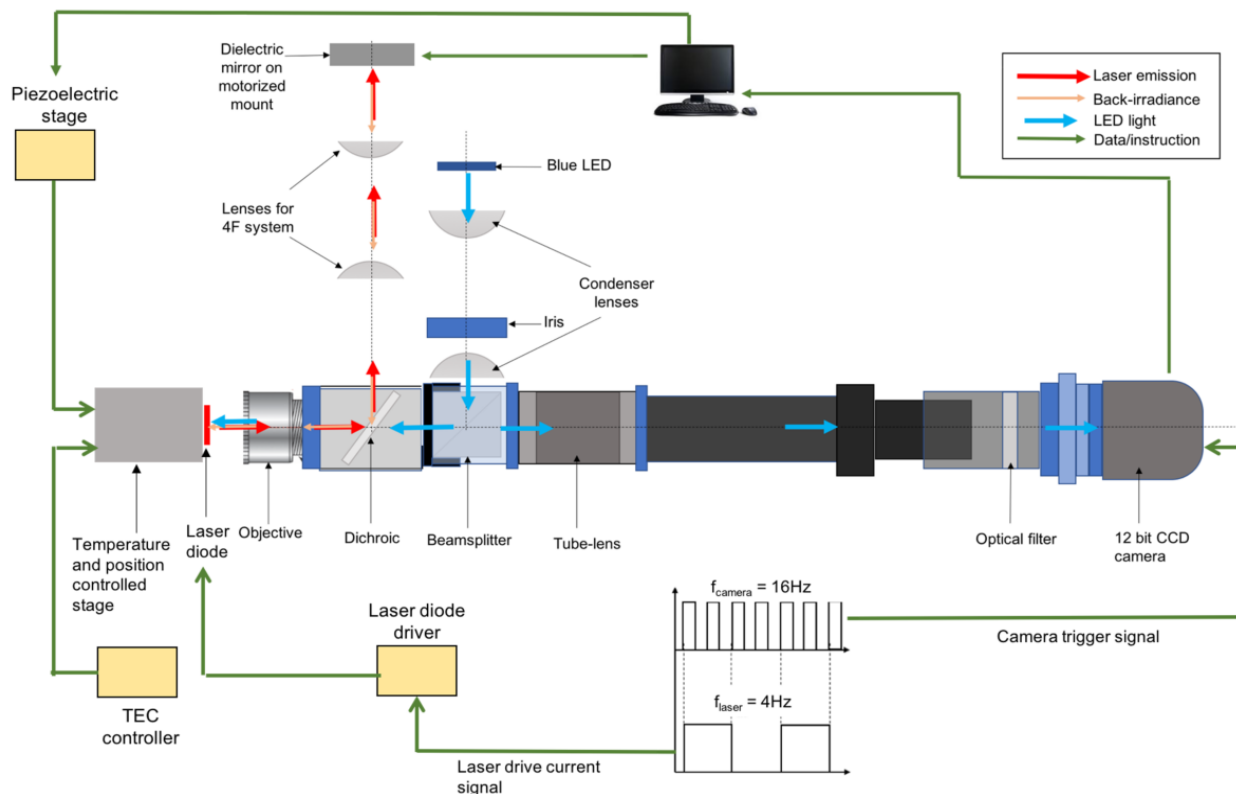 Dielectric
mirror on
motorized
mount
Laser emission
Back-irradiance
LED light
Data/instruction
Piezoelectric
stage
Blue LED
Lenses for
4F system
Condenser
lenses
Iris
Temperature
and position
controlled
stage
Laser
diode
Objective
Dichroic
Beamsplitter
Tube-lens
Optical filter
12 bit CCD
camera
f_camera = 16Hz
Laser diode
driver
Camera trigger signal
f_laser = 4Hz
TEC
controller
Laser drive current
signal